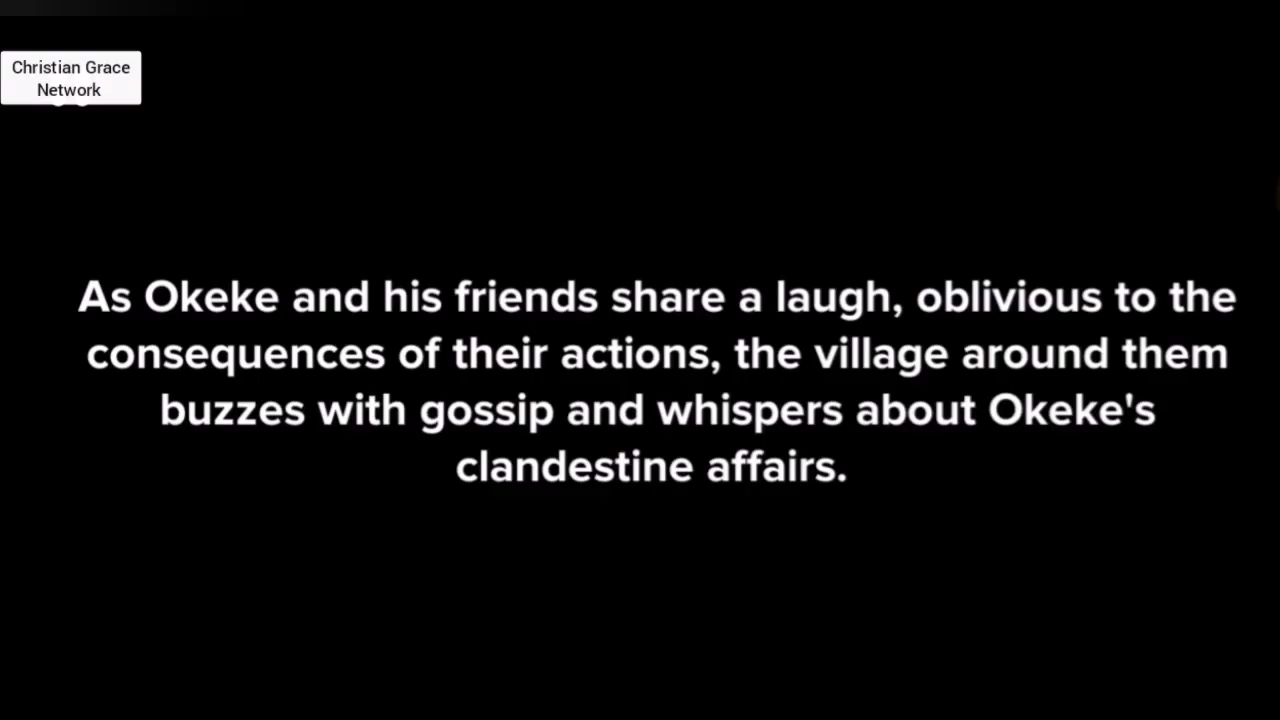 Christian Grace
Network
As Okeke and his friends share a laugh, oblivious to the
consequences of their actions, the village around them
buzzes with gossip and whispers about Okeke's
clandestine affairs.